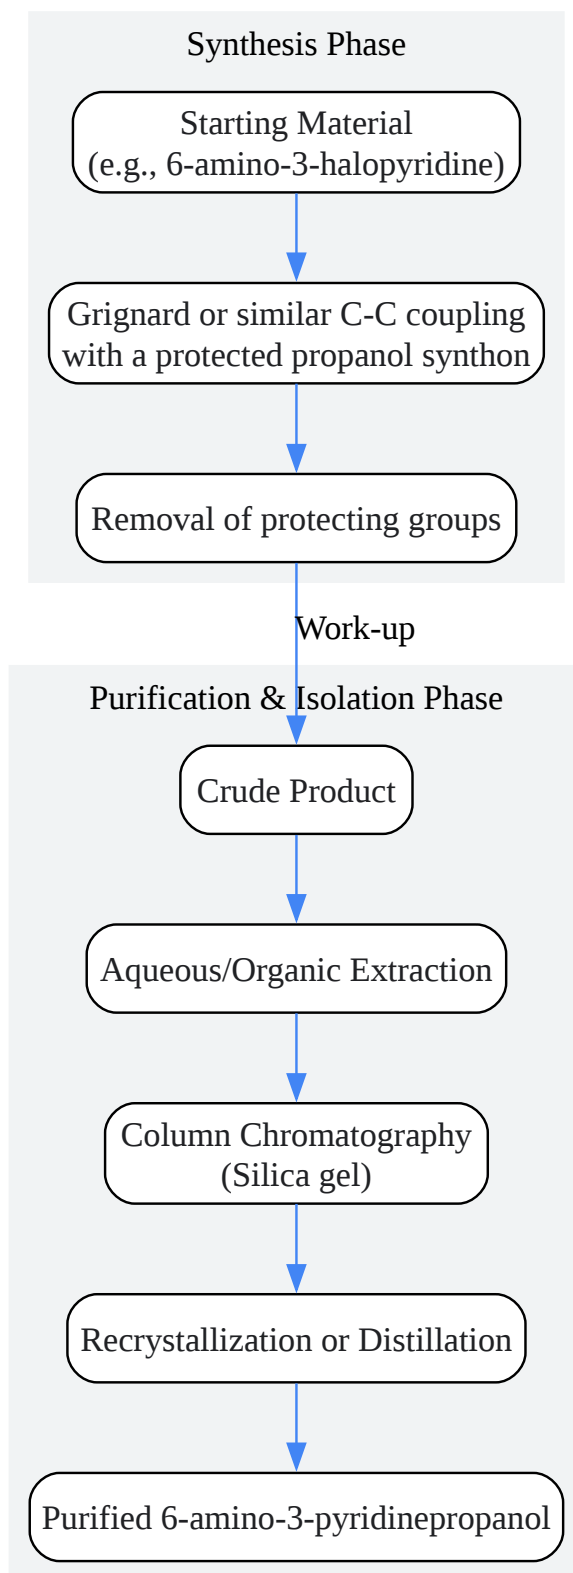 Synthesis Phase
Starting Material
(e.g., 6-amino-3-halopyridine)
Grignard or similar C-C coupling
with a protected propanol synthon
Removal of protecting groups
Work-up
Purification & Isolation Phase
Crude Product
Aqueous/Organic Extraction
Column Chromatography
(Silica gel)
Recrystallization or Distillation
Purified 6-amino-3-pyridinepropanol